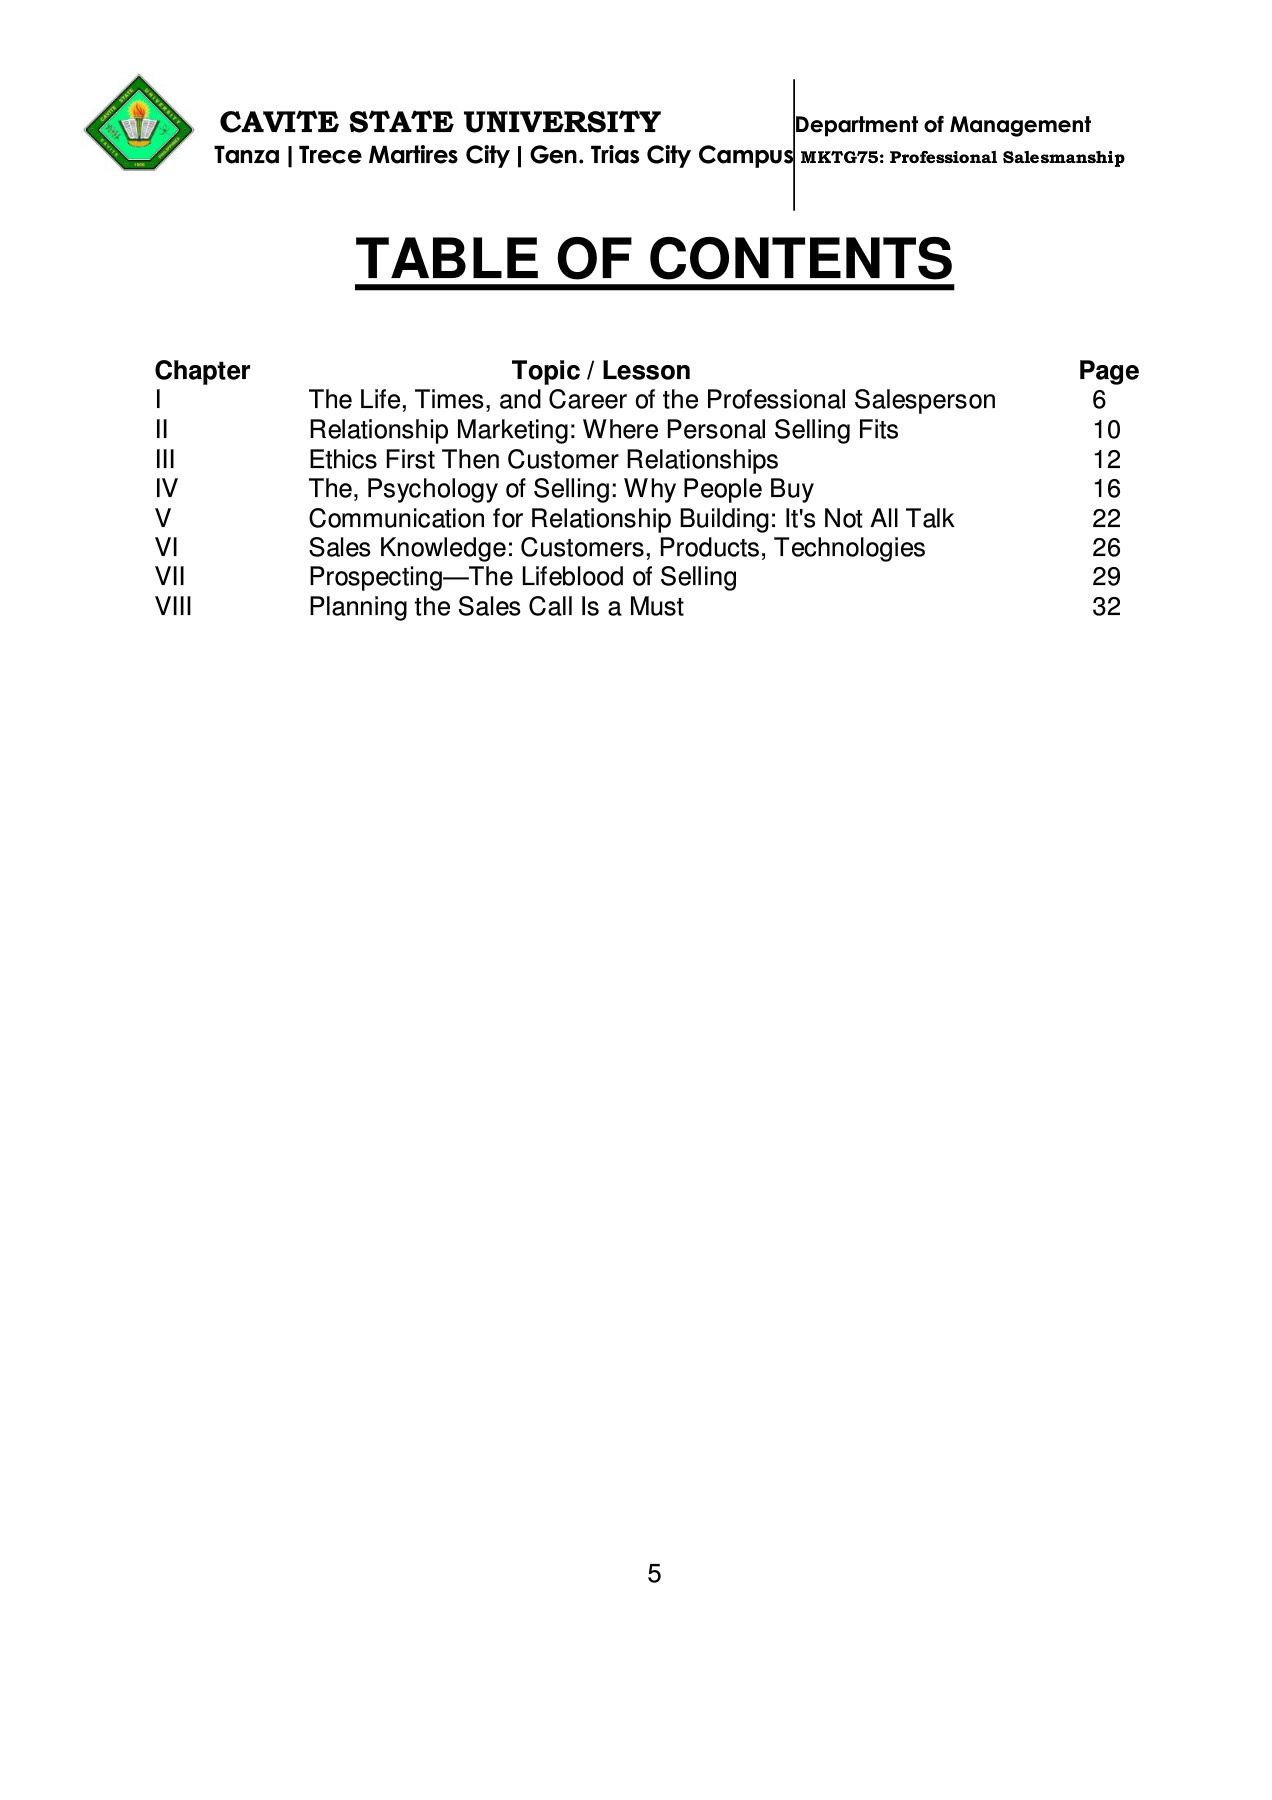 CAVITE STATE UNIVERSITY
Tanza | Trece Martires City | Gen. Trias City Campus
Department of Management
MKTG75: Professional Salesmanship
TABLE OF CONTENTS
Chapter Topic / Lesson Page
I The Life, Times, and Career of the Professional Salesperson 6
II Relationship Marketing: Where Personal Selling Fits 10
III Ethics First Then Customer Relationships 12
IV The, Psychology of Selling: Why People Buy 16
V Communication for Relationship Building: It's Not All Talk 22
VI Sales Knowledge: Customers, Products, Technologies 26
VII Prospecting—The Lifeblood of Selling 29
VIII Planning the Sales Call Is a Must 32
5